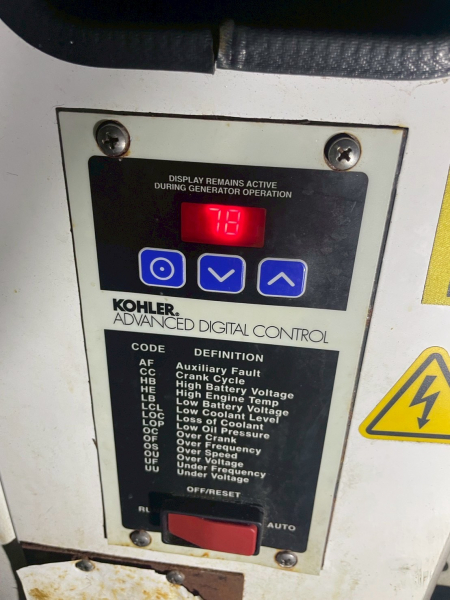 DISPLAY REMAINS ACTIVE
DURING GENERATOR OPERATION
78
KOHLER.
ADVANCED DIGITAL CONTROL
CODE DEFINITION
AF Auxiliary Fault
CC Crank Cycle
HB High Battery Voltage
HE High Engine Temp
LB Low Battery Voltage
LCL Low Coolant Level
LOC Loss of Coolant
LOP Low Oil Pressure
OC Over Crank
OF Over Frequency
OS Over Speed
OU Over Voltage
UF Under Frequency
UU Under Voltage
OFF/RESET
AUTO